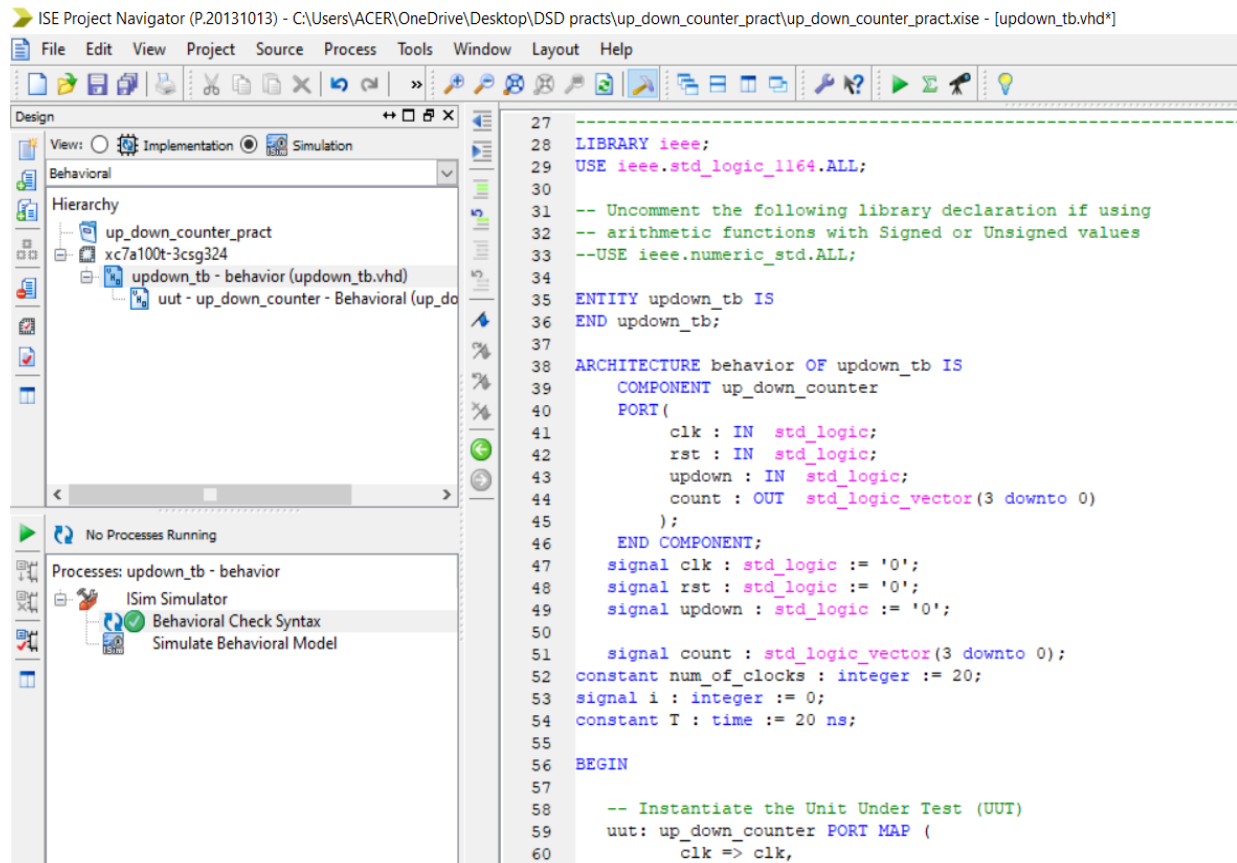 ISE Project Navigator (P.20131013) - C:\Users\ACER\OneDrive\Desktop\DSD practs\up_down_counter_pract\up_down_counter_pract.xise - [updown_tb.vhd*]
File Edit View Project Source Process Tools Window Layout Help
Design
View: Implementation Simulation
Behavioral
Hierarchy
up_down_counter_pract
xc7a100t-3csg324
updown_tb - behavior (updown_tb.vhd)
uut - up_down_counter - Behavioral (up_do
No Processes Running
Processes: updown_tb - behavior
ISim Simulator
Behavioral Check Syntax
Simulate Behavioral Model
27 ----------------------------------------------------------------
28 LIBRARY ieee;
29 USE ieee.std_logic_1164.ALL;
30
31 -- Uncomment the following library declaration if using
32 -- arithmetic functions with Signed or Unsigned values
33 --USE ieee.numeric_std.ALL;
34
35 ENTITY updown_tb IS
36 END updown_tb;
37
38 ARCHITECTURE behavior OF updown_tb IS
39 COMPONENT up_down_counter
40 PORT(
41 clk : IN std_logic;
42 rst : IN std_logic;
43 updown : IN std_logic;
44 count : OUT std_logic_vector(3 downto 0)
45 );
46 END COMPONENT;
47 signal clk : std_logic := '0';
48 signal rst : std_logic := '0';
49 signal updown : std_logic := '0';
50
51 signal count : std_logic_vector(3 downto 0);
52 constant num_of_clocks : integer := 20;
53 signal i : integer := 0;
54 constant T : time := 20 ns;
55
56 BEGIN
57
58 -- Instantiate the Unit Under Test (UUT)
59 uut: up_down_counter PORT MAP (
60 clk => clk,